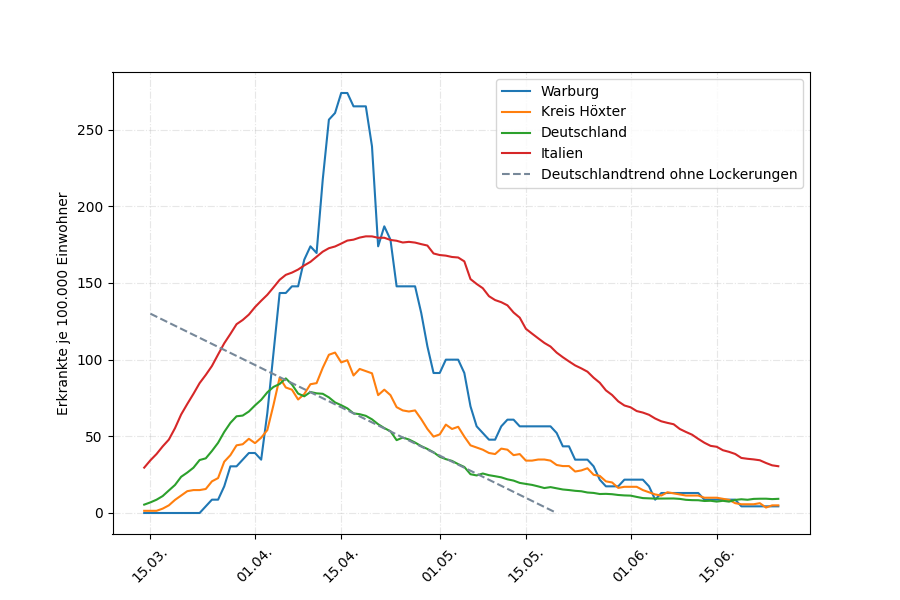 Warburg
Kreis Höxter
Deutschland
Italien
Deutschlandtrend ohne Lockerungen
Erkrankte je 100.000 Einwohner
250
200
150
100
50
0
15.03.
01.04.
15.04.
01.05.
15.05.
01.06.
15.06.